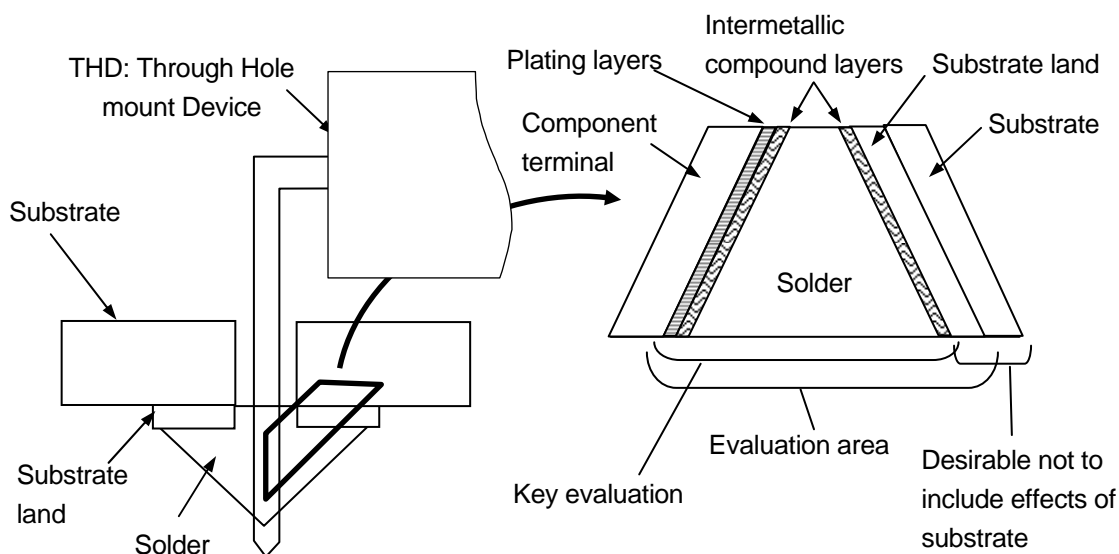 THD: Through Hole
mount Device
Substrate
Substrate
land
Solder
Intermetallic
compound layers
Plating layers
Substrate land
Component
terminal
Substrate
Solder
Evaluation area
Key evaluation
Desirable not to
include effects of
substrate